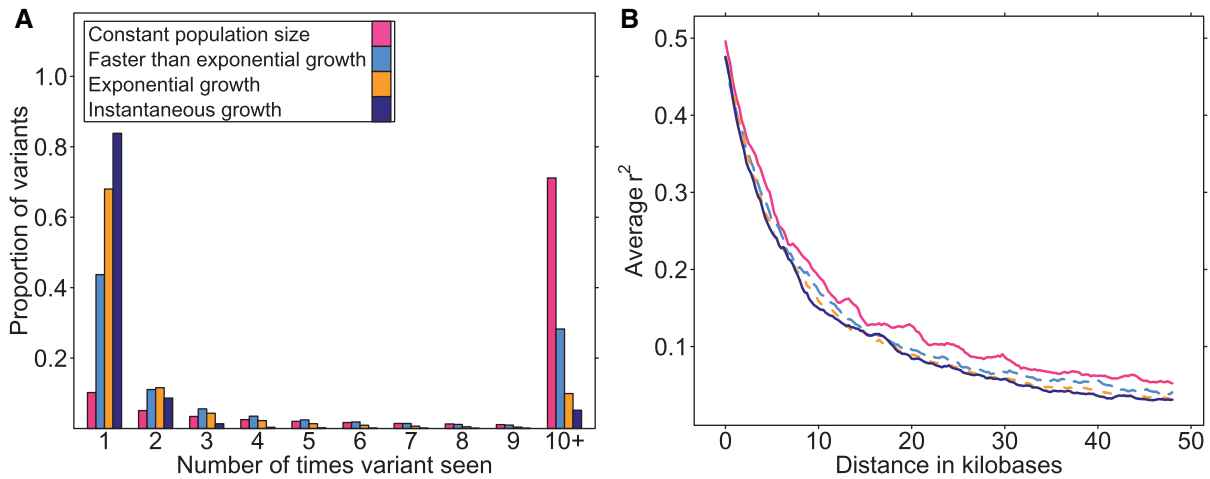 A
Constant population size
Faster than exponential growth
Exponential growth
Instantaneous growth
1.0
0.8
0.6
0.4
0.2
Proportion of variants
1 2 3 4 5 6 7 8 9 10+
Number of times variant seen
B
0.5
0.4
0.3
0.2
0.1
Average r²
0 10 20 30 40 50
Distance in kilobases